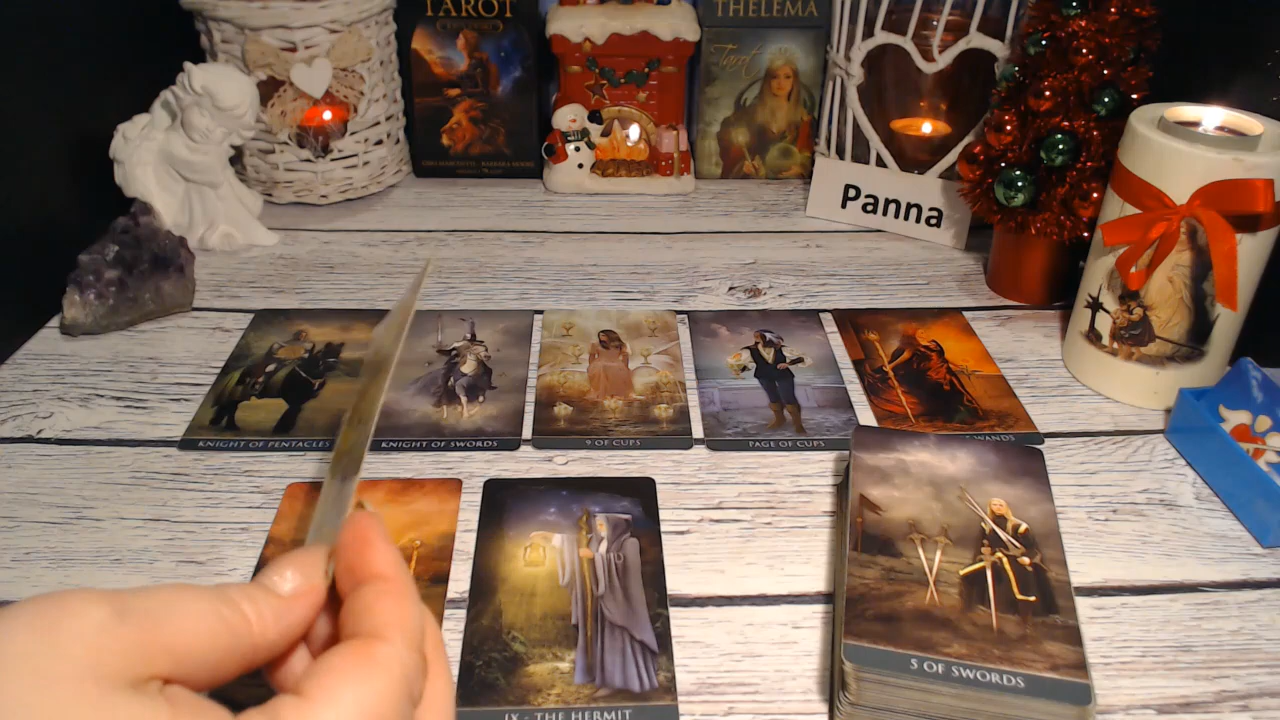 TAROT
THELEMA
Tarot
Panna
KNIGHT OF PENTACLES
KNIGHT OF SWORDS
9 OF CUPS
PAGE OF CUPS
WANDS
5 OF SWORDS
IX - THE HERMIT